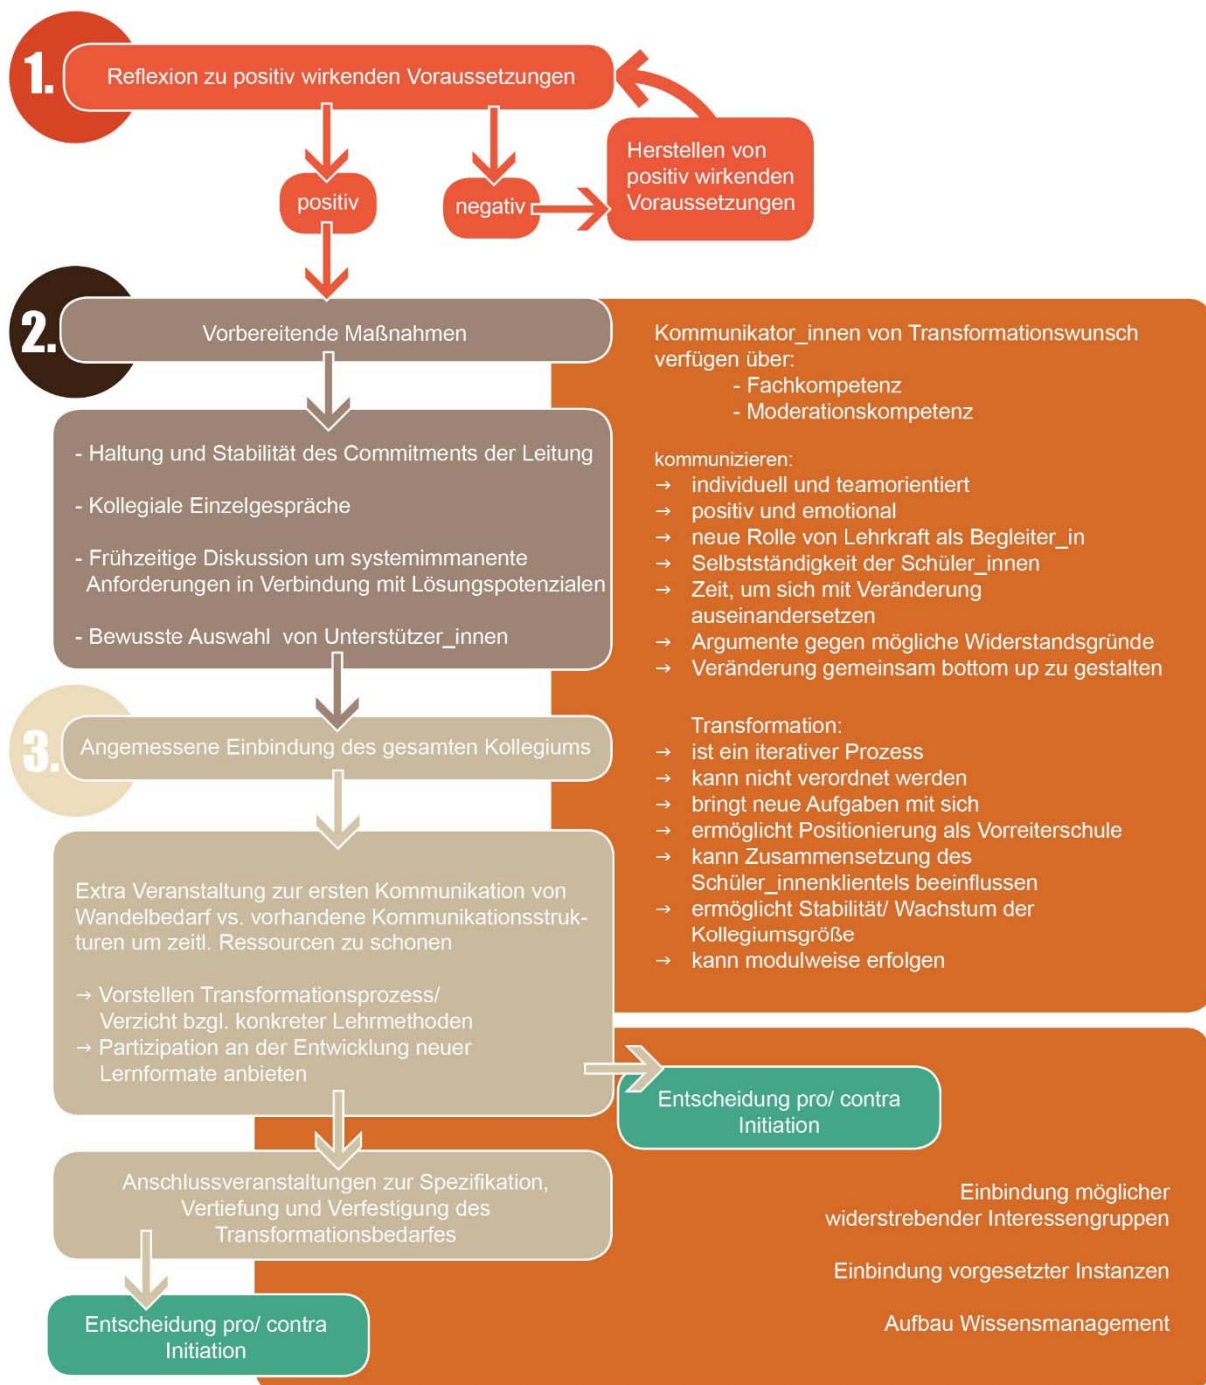 1.
Reflexion zu positiv wirkenden Voraussetzungen
Herstellen von
positiv wirkenden
Voraussetzungen
positiv
negativ
2.
Vorbereitende Maßnahmen
- Haltung und Stabilität des Commitments der Leitung
- Kollegiale Einzelgespräche
- Frühzeitige Diskussion um systemimmanente
Anforderungen in Verbindung mit Lösungspotenzialen
- Bewusste Auswahl von Unterstützer_innen
Kommunikator_innen von Transformationswunsch
verfügen über:
- Fachkompetenz
- Moderationskompetenz
kommunizieren:
→ individuell und teamorientiert
→ positiv und emotional
→ neue Rolle von Lehrkraft als Begleiter_in
→ Selbstständigkeit der Schüler_innen
→ Zeit, um sich mit Veränderung
auseinandersetzen
→ Argumente gegen mögliche Widerstandsgründe
→ Veränderung gemeinsam bottom up zu gestalten
Transformation:
→ ist ein iterativer Prozess
→ kann nicht verordnet werden
→ bringt neue Aufgaben mit sich
→ ermöglicht Positionierung als Vorreiterschule
→ kann Zusammensetzung des
Schüler_innenklientels beeinflussen
→ ermöglicht Stabilität/ Wachstum der
Kollegiumsgröße
→ kann modulweise erfolgen
3.
Angemessene Einbindung des gesamten Kollegiums
Extra Veranstaltung zur ersten Kommunikation von
Wandelbedarf vs. vorhandene Kommunikationsstruk-
turen um zeitl. Ressourcen zu schonen
→ Vorstellen Transformationsprozess/
Verzicht bzgl. konkreter Lehrmethoden
→ Partizipation an der Entwicklung neuer
Lernformate anbieten
Entscheidung pro/ contra
Initiation
Anschlussveranstaltungen zur Spezifikation,
Vertiefung und Verfestigung des
Transformationsbedarfes
Entscheidung pro/ contra
Initiation
Einbindung möglicher
widerstrebender Interessengruppen
Einbindung vorgesetzter Instanzen
Aufbau Wissensmanagement